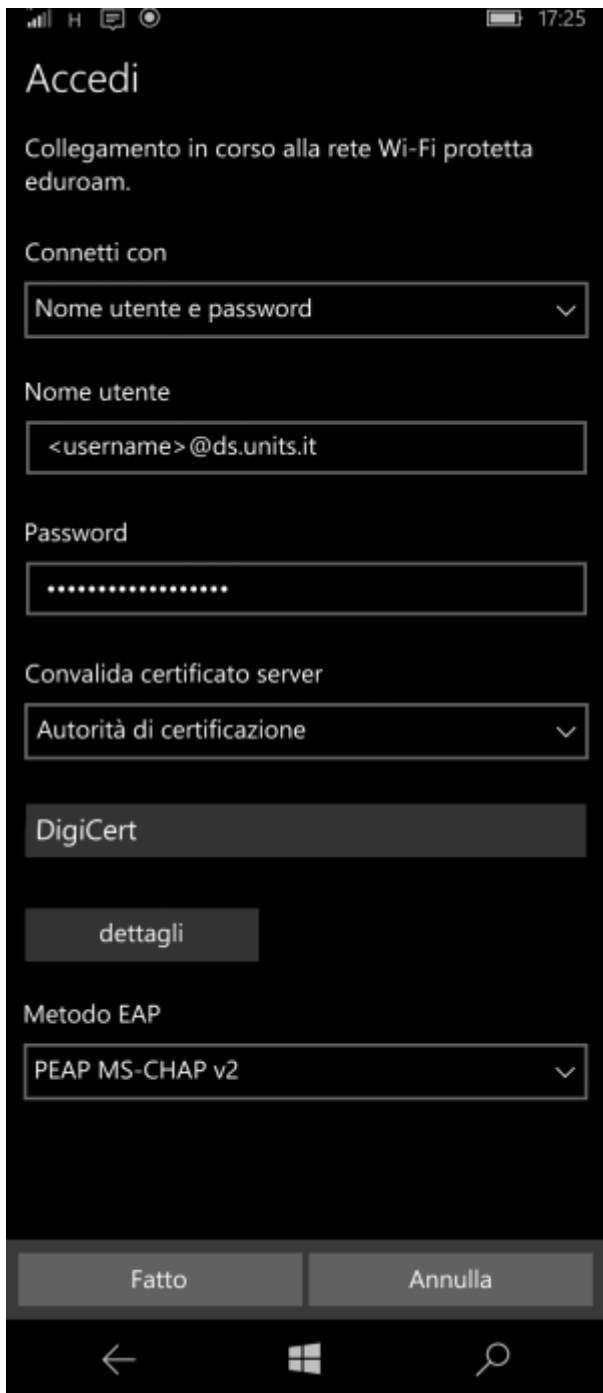 H 17:25
Accedi
Collegamento in corso alla rete Wi-Fi protetta
eduroam.
Connetti con
Nome utente e password
Nome utente
<username>@ds.units.it
Password
••••••••••••••••••
Convalida certificato server
Autorità di certificazione
DigiCert
dettagli
Metodo EAP
PEAP MS-CHAP v2
Fatto Annulla